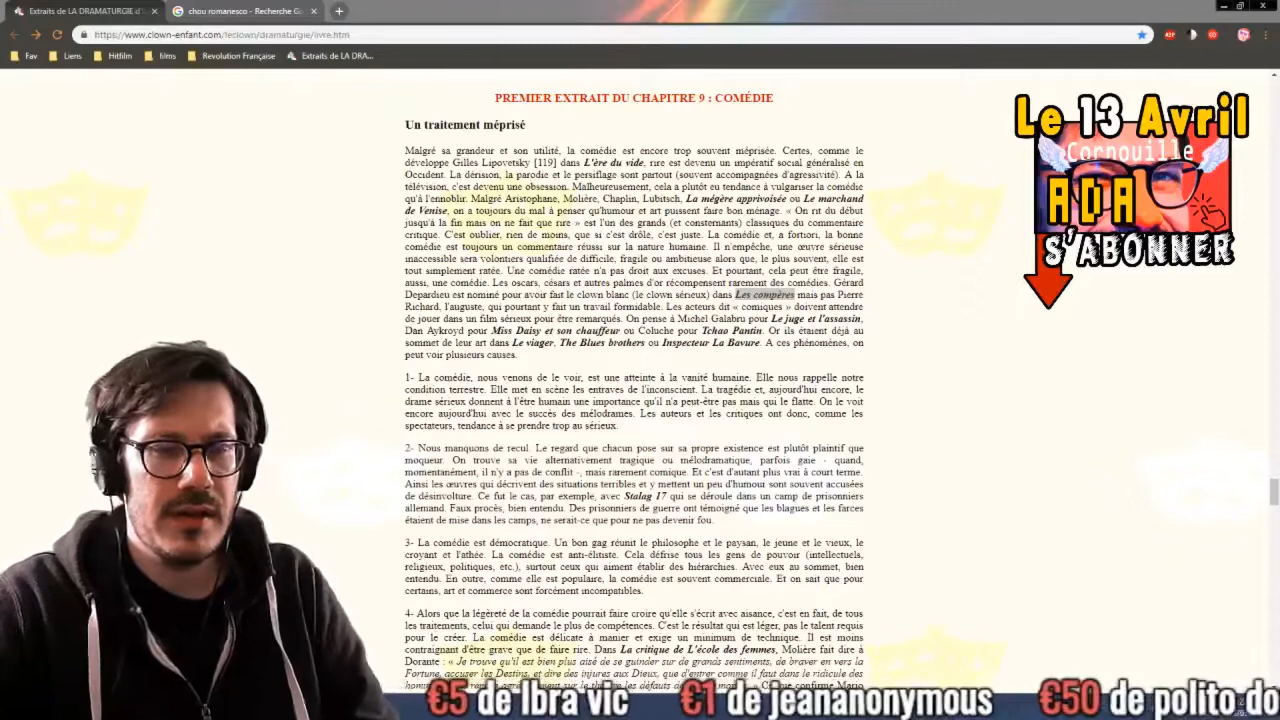 Extraits de LA DRAMATURGIE d'
chou romanesco - Recherche G
https://www.clown-enfant.com/leclown/dramaturgie/livre.htm
Fav Liens Hitfilm films Revolution Française Extraits de LA DRA...
PREMIER EXTRAIT DU CHAPITRE 9 : COMÉDIE
Un traitement méprisé
Malgré sa grandeur et son utilité, la comédie est encore trop souvent méprisée. Certes, comme le
développe Gilles Lipovetsky [119] dans L'ère du vide, rire est devenu un impératif social généralisé en
Occident. La dérision, la parodie et le persiflage sont partout (souvent accompagnées d'agressivité). A la
télévision, c'est devenu une obsession. Malheureusement, cela a plutôt eu tendance à vulgariser la comédie
qu'à l'ennoblir. Malgré Aristophane, Molière, Chaplin, Lubitsch, La mégère apprivoisée ou Le marchand
de Venise, on a toujours du mal à penser qu'humour et art puissent faire bon ménage. « On rit du début
jusqu'à la fin mais on ne fait que rire » est l'un des grands (et consternants) classiques du commentaire
critique. C'est oublier, rien de moins, que si c'est drôle, c'est juste. La comédie et, a fortiori, la bonne
comédie est toujours un commentaire réussi sur la nature humaine. Il n'empêche, une œuvre sérieuse
inaccessible sera volontiers qualifiée de difficile, fragile ou ambitieuse alors que, le plus souvent, elle est
tout simplement ratée. Une comédie ratée n'a pas droit aux excuses. Et pourtant, cela peut être fragile,
aussi, une comédie. Les oscars, césars et autres palmes d'or récompensent rarement des comédies. Gérard
Depardieu est nominé pour avoir fait le clown blanc (le clown sérieux) dans Les compères mais pas Pierre
Richard, l'auguste, qui pourtant y fait un travail formidable. Les acteurs dit « comiques » doivent attendre
de jouer dans un film sérieux pour être remarqués. On pense à Michel Galabru pour Le juge et l'assassin,
Dan Aykroyd pour Miss Daisy et son chauffeur ou Coluche pour Tchao Pantin. Or ils étaient déjà au
sommet de leur art dans Le viager, The Blues brothers ou Inspecteur La Bavure. A ces phénomènes, on
peut voir plusieurs causes.
1- La comédie, nous venons de le voir, est une atteinte à la vanité humaine. Elle nous rappelle notre
condition terrestre. Elle met en scène les entraves de l'inconscient. La tragédie et, aujourd'hui encore, le
drame sérieux donnent à l'être humain une importance qu'il n'a peut-être pas mais qui le flatte. On le voit
encore aujourd'hui avec le succès des mélodrames. Les auteurs et les critiques ont donc, comme les
spectateurs, tendance à se prendre trop au sérieux.
2- Nous manquons de recul. Le regard que chacun pose sur sa propre existence est plutôt plaintif que
moqueur. On trouve sa vie alternativement tragique ou mélodramatique, parfois gaie - quand,
momentanément, il n'y a pas de conflit -, mais rarement comique. Et c'est d'autant plus vrai à court terme.
Ainsi les œuvres qui décrivent des situations terribles et y mettent un peu d'humour sont souvent accusées
de désinvolture. Ce fut le cas, par exemple, avec Stalag 17 qui se déroule dans un camp de prisonniers
allemand. Faux procès, bien entendu. Des prisonniers de guerre ont témoigné que les blagues et les farces
étaient de mise dans les camps, ne serait-ce que pour ne pas devenir fou.
3- La comédie est démocratique. Un bon gag réunit le philosophe et le paysan, le jeune et le vieux, le
croyant et l'athée. La comédie est anti-élitiste. Cela défrise tous les gens de pouvoir (intellectuels,
religieux, politiques, etc.), surtout ceux qui aiment établir des hiérarchies. Avec eux au sommet, bien
entendu. En outre, comme elle est populaire, la comédie est souvent commerciale. Et on sait que pour
certains, art et commerce sont forcément incompatibles.
4- Alors que la légèreté de la comédie pourrait faire croire qu'elle s'écrit avec aisance, c'est en fait, de tous
les traitements, celui qui demande le plus de compétences. C'est le résultat qui est léger, pas le talent requis
pour le créer. La comédie est délicate à manier et exige un minimum de technique. Il est moins
contraignant d'être grave que de faire rire. Dans La critique de L'école des femmes, Molière fait dire à
Dorante : « Je trouve qu'il est bien plus aisé de se guinder sur de grands sentiments, de braver en vers la
Fortune, accuser les Destins, et dire des injures aux Dieux, que d'entrer comme il faut dans le ridicule des
Le 13 Avril
Cornouille
ADA
S'ABONNER
€5 de Ibra vic €1 de jeananonymous €50 de polito do